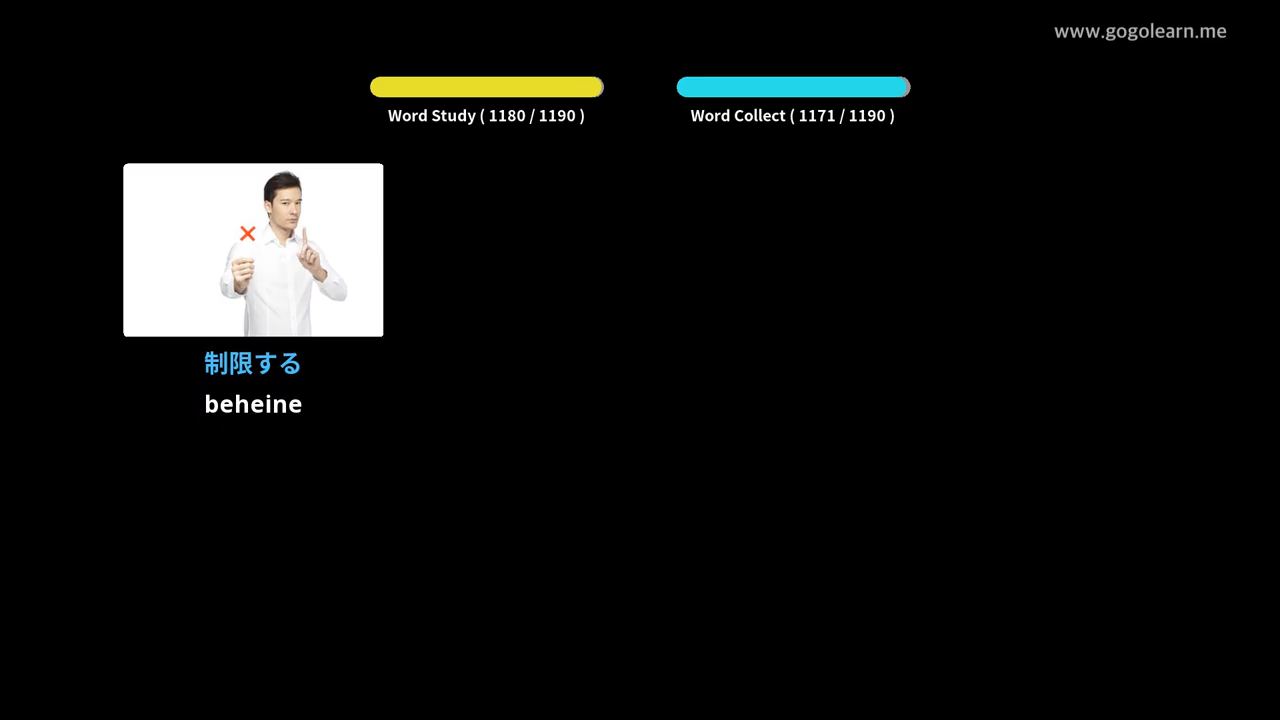 www.gogolearn.me
Word Study ( 1180 / 1190 )
Word Collect ( 1171 / 1190 )
制限する
beheine